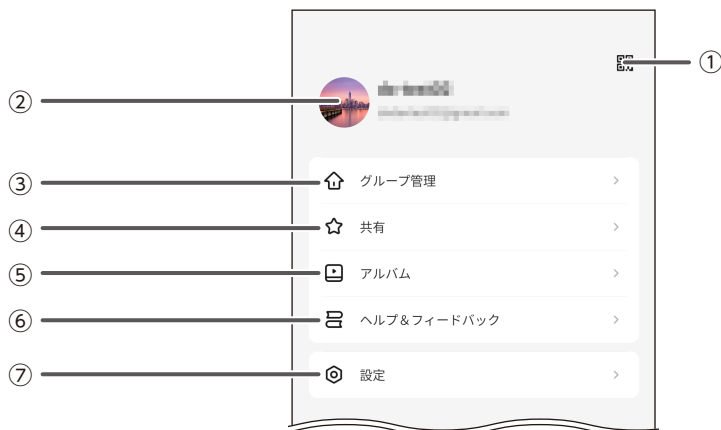 ①
②
③
グループ管理
④
共有
⑤
アルバム
⑥
ヘルプ&フィードバック
⑦
設定